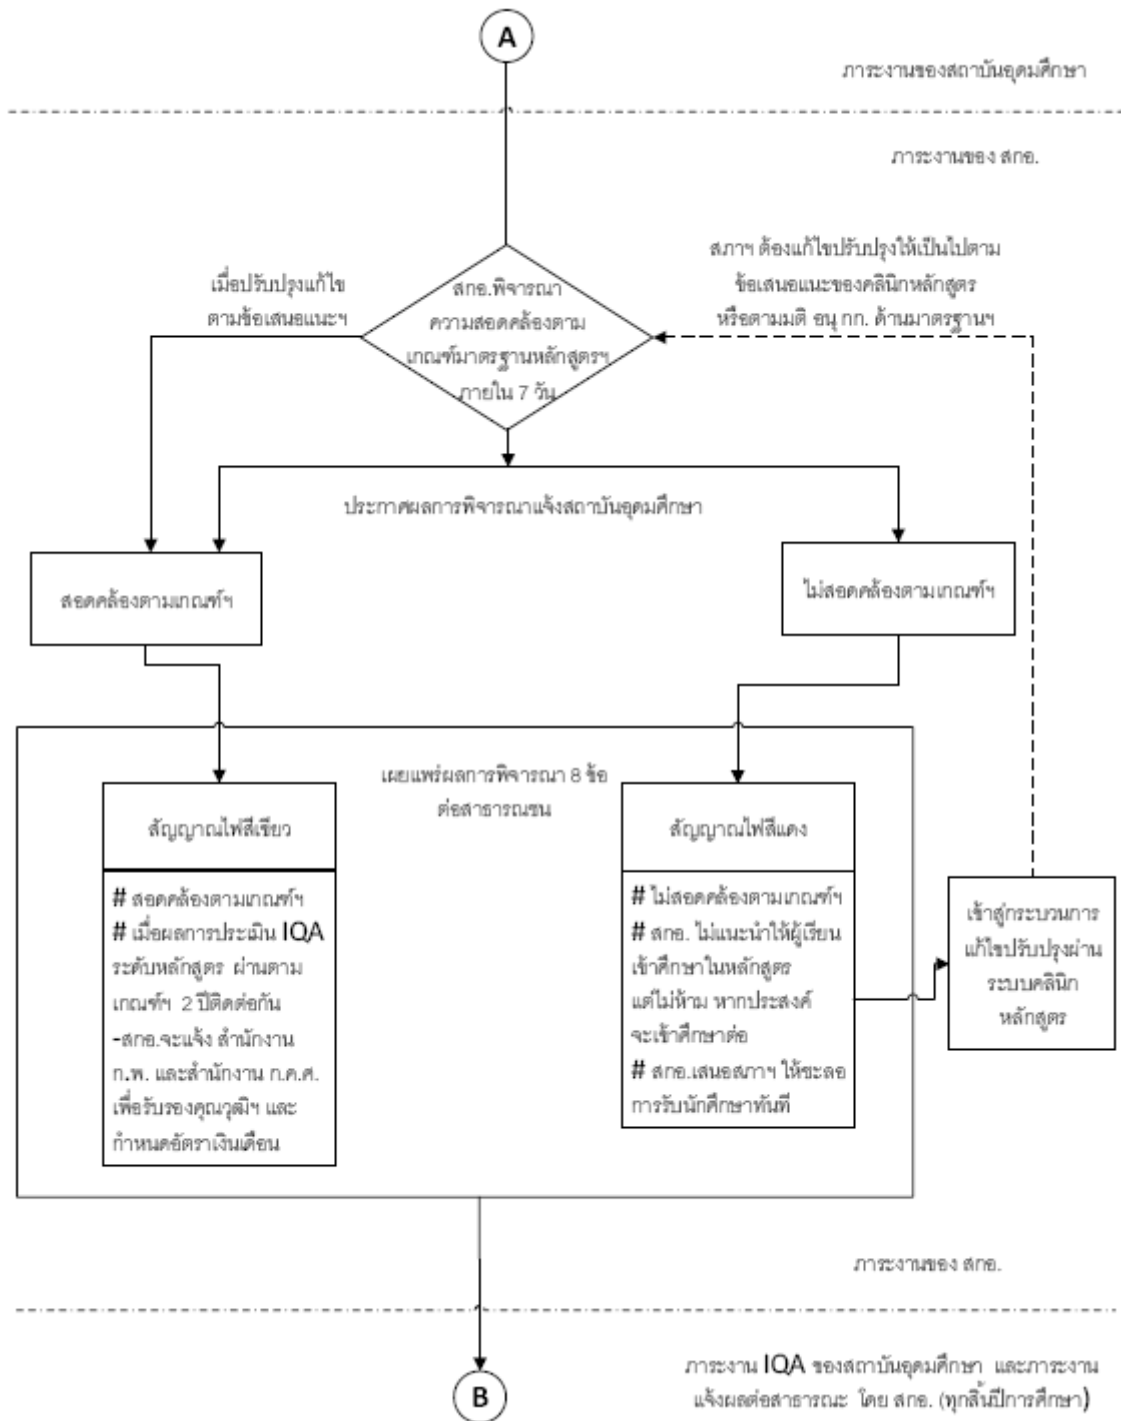 A
ภาระงานของสถาบันอุดมศึกษา
ภาระงานของ สกอ.
สภาฯ ต้องแก้ไขปรับปรุงให้เป็นไปตาม
ข้อเสนอแนะของคลินิกหลักสูตร
หรือตามมติ อนุ กก. ด้านมาตรฐานฯ
เมื่อปรับปรุงแก้ไข
ตามข้อเสนอแนะฯ
สกอ.พิจารณา
ความสอดคล้องตาม
เกณฑ์มาตรฐานหลักสูตรฯ
ภายใน 7 วัน
ประกาศผลการพิจารณาแจ้งสถาบันอุดมศึกษา
สอดคล้องตามเกณฑ์ฯ
ไม่สอดคล้องตามเกณฑ์ฯ
เผยแพร่ผลการพิจารณา 8 ข้อ
ต่อสาธารณชน
สัญญาณไฟสีเขียว
# สอดคล้องตามเกณฑ์ฯ
# เมื่อผลการประเมิน IQA
ระดับหลักสูตร ผ่านตาม
เกณฑ์ฯ 2 ปีติดต่อกัน
-สกอ.จะแจ้ง สำนักงาน
ก.พ. และสำนักงาน ก.ค.ศ.
เพื่อรับรองคุณวุฒิฯ และ
กำหนดอัตราเงินเดือน
สัญญาณไฟสีแดง
# ไม่สอดคล้องตามเกณฑ์ฯ
# สกอ. ไม่แนะนำให้ผู้เรียน
เข้าศึกษาในหลักสูตร
แต่ไม่ห้าม หากประสงค์
จะเข้าศึกษาต่อ
# สกอ.เสนอสภาฯ ให้ชะลอ
การรับนักศึกษาทันที
เข้าสู่กระบวนการ
แก้ไขปรับปรุงผ่าน
ระบบคลินิก
หลักสูตร
ภาระงานของ สกอ.
ภาระงาน IQA ของสถาบันอุดมศึกษา และภาระงาน
แจ้งผลต่อสาธารณะ โดย สกอ. (ทุกสิ้นปีการศึกษา)
B